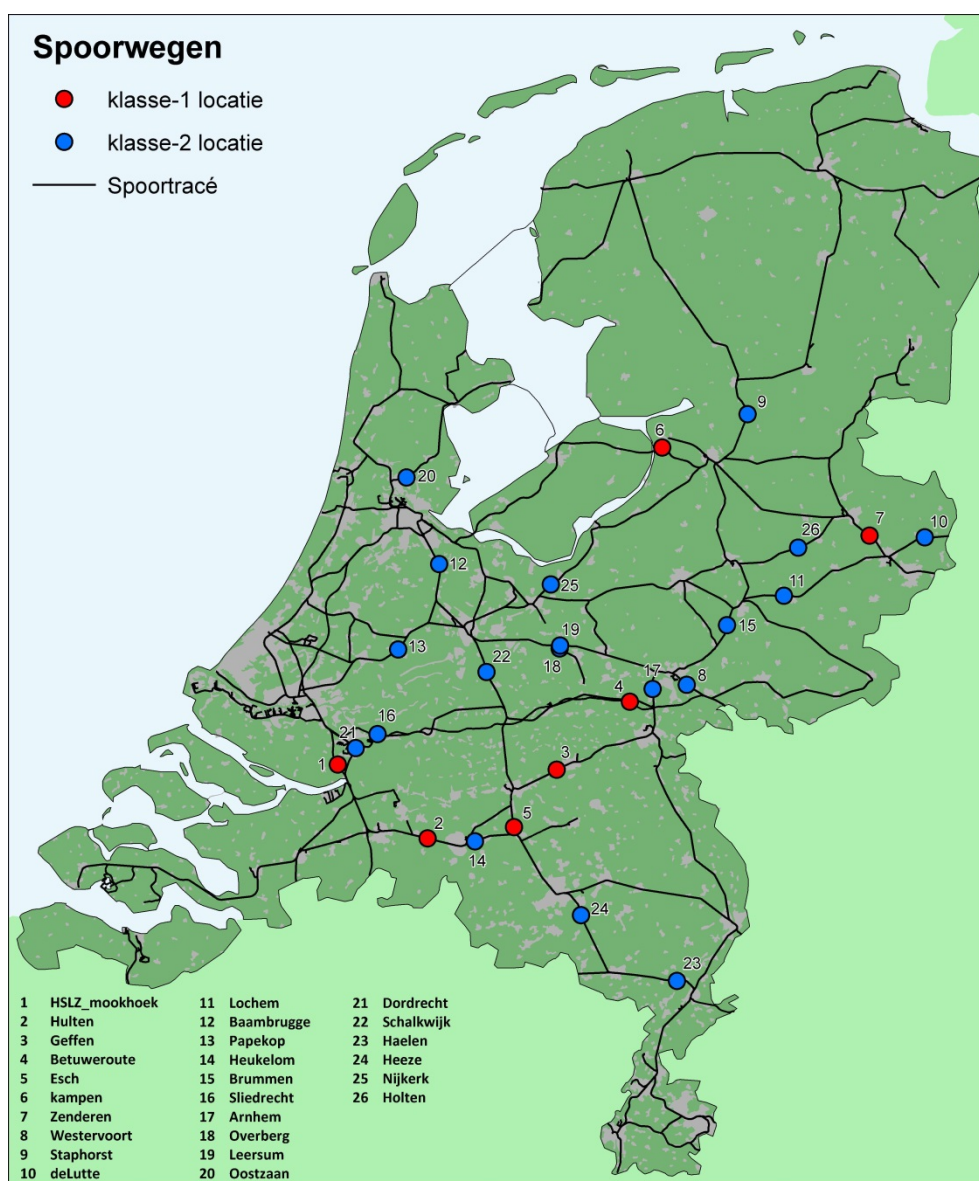 Spoorwegen
klasse-1 locatie
klasse-2 locatie
Spoortracé
9
6
20
7
10
26
12
11
25
19
13
15
18
22
17
8
4
16
21
3
1
5
2
14
24
23
1 HSLZ_mookhoek
2 Hulten
3 Geffen
4 Betuweroute
5 Esch
6 kampen
7 Zenderen
8 Westervoort
9 Staphorst
10 deLutte
11 Lochem
12 Baambrugge
13 Papekop
14 Heukelom
15 Brummen
16 Sliedrecht
17 Arnhem
18 Overberg
19 Leersum
20 Oostzaan
21 Dordrecht
22 Schalkwijk
23 Haelen
24 Heeze
25 Nijkerk
26 Holten